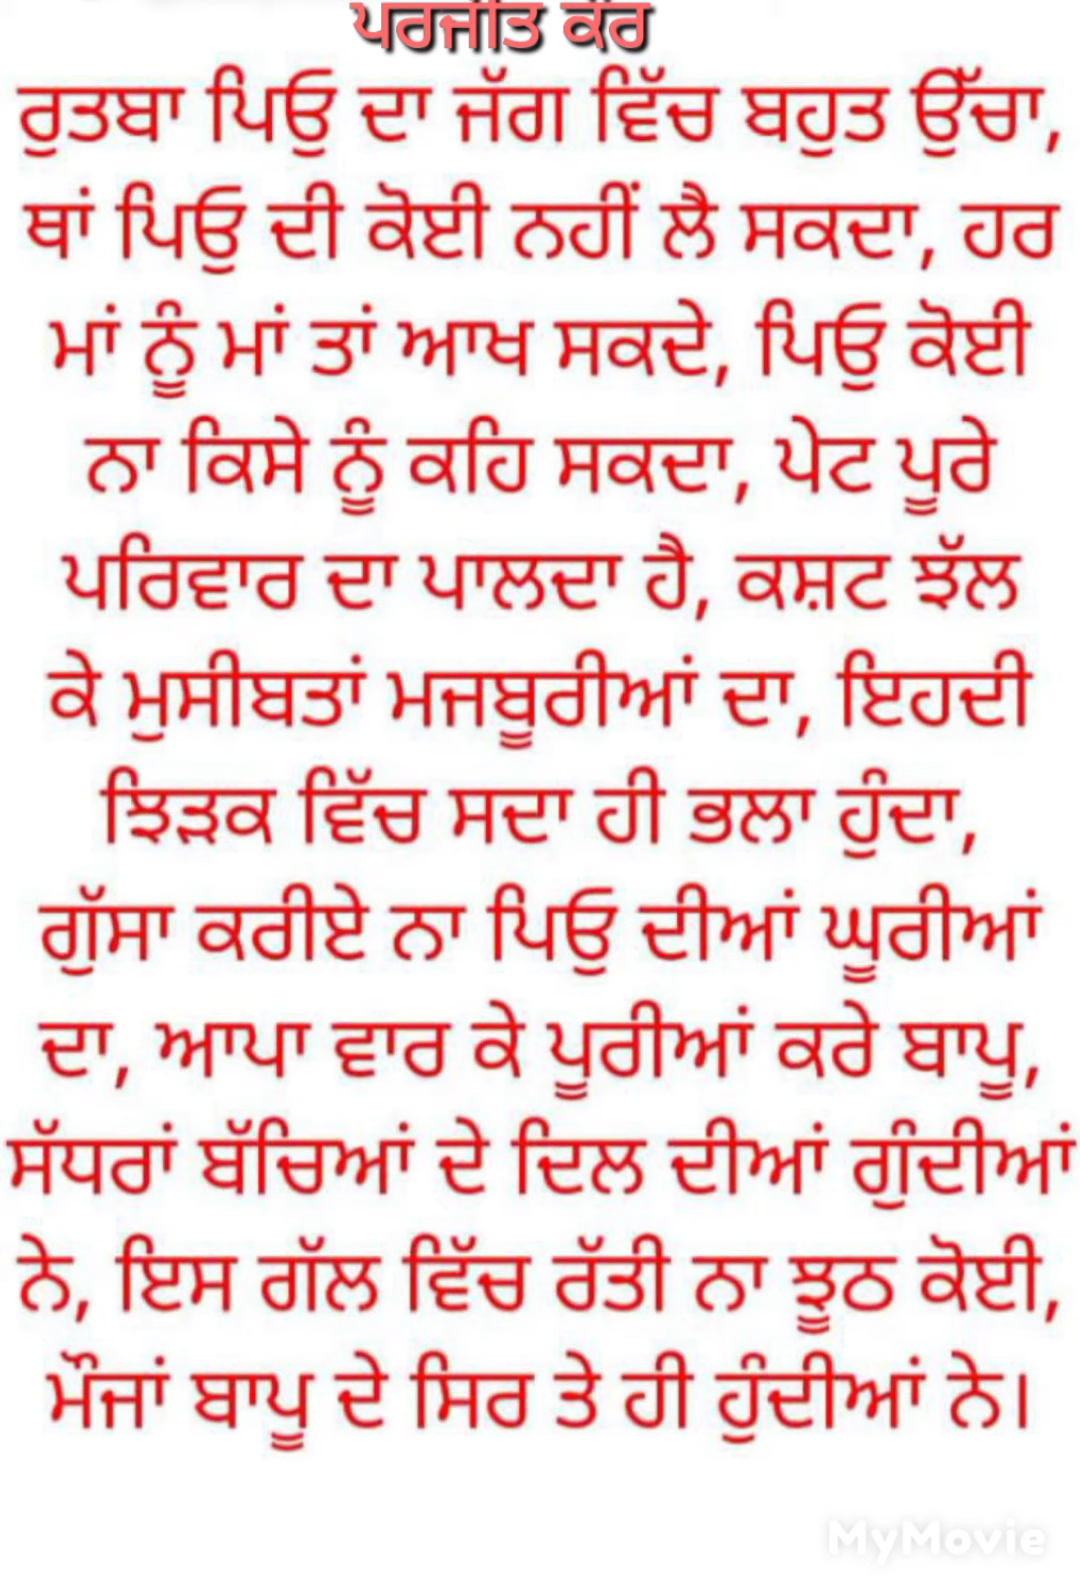 ਪਰਜੀਤ ਕੌਰ
ਰੁਤਬਾ ਪਿਓੁ ਦਾ ਜੱਗ ਵਿੱਚ ਬਹੁਤ ਉੱਚਾ,
ਥਾਂ ਪਿਓੁ ਦੀ ਕੋਈ ਨਹੀਂ ਲੈ ਸਕਦਾ, ਹਰ
ਮਾਂ ਨੂੰ ਮਾਂ ਤਾਂ ਆਖ ਸਕਦੇ, ਪਿਓੁ ਕੋਈ
ਨਾ ਕਿਸੇ ਨੂੰ ਕਹਿ ਸਕਦਾ, ਪੇਟ ਪੂਰੇ
ਪਰਿਵਾਰ ਦਾ ਪਾਲਦਾ ਹੈ, ਕਸ਼ਟ ਝੱਲ
ਕੇ ਮੁਸੀਬਤਾਂ ਮਜਬੂਰੀਆਂ ਦਾ, ਇਹਦੀ
ਝਿੜਕ ਵਿੱਚ ਸਦਾ ਹੀ ਭਲਾ ਹੁੰਦਾ,
ਗੁੱਸਾ ਕਰੀਏ ਨਾ ਪਿਓੁ ਦੀਆਂ ਘੂਰੀਆਂ
ਦਾ, ਆਪਾ ਵਾਰ ਕੇ ਪੂਰੀਆਂ ਕਰੇ ਬਾਪੂ,
ਸੱਧਰਾਂ ਬੱਚਿਆਂ ਦੇ ਦਿਲ ਦੀਆਂ ਗੁੰਦੀਆਂ
ਨੇ, ਇਸ ਗੱਲ ਵਿੱਚ ਰੱਤੀ ਨਾ ਝੂਠ ਕੋਈ,
ਮੌਜਾਂ ਬਾਪੂ ਦੇ ਸਿਰ ਤੇ ਹੀ ਹੁੰਦੀਆਂ ਨੇ।
MyMovie